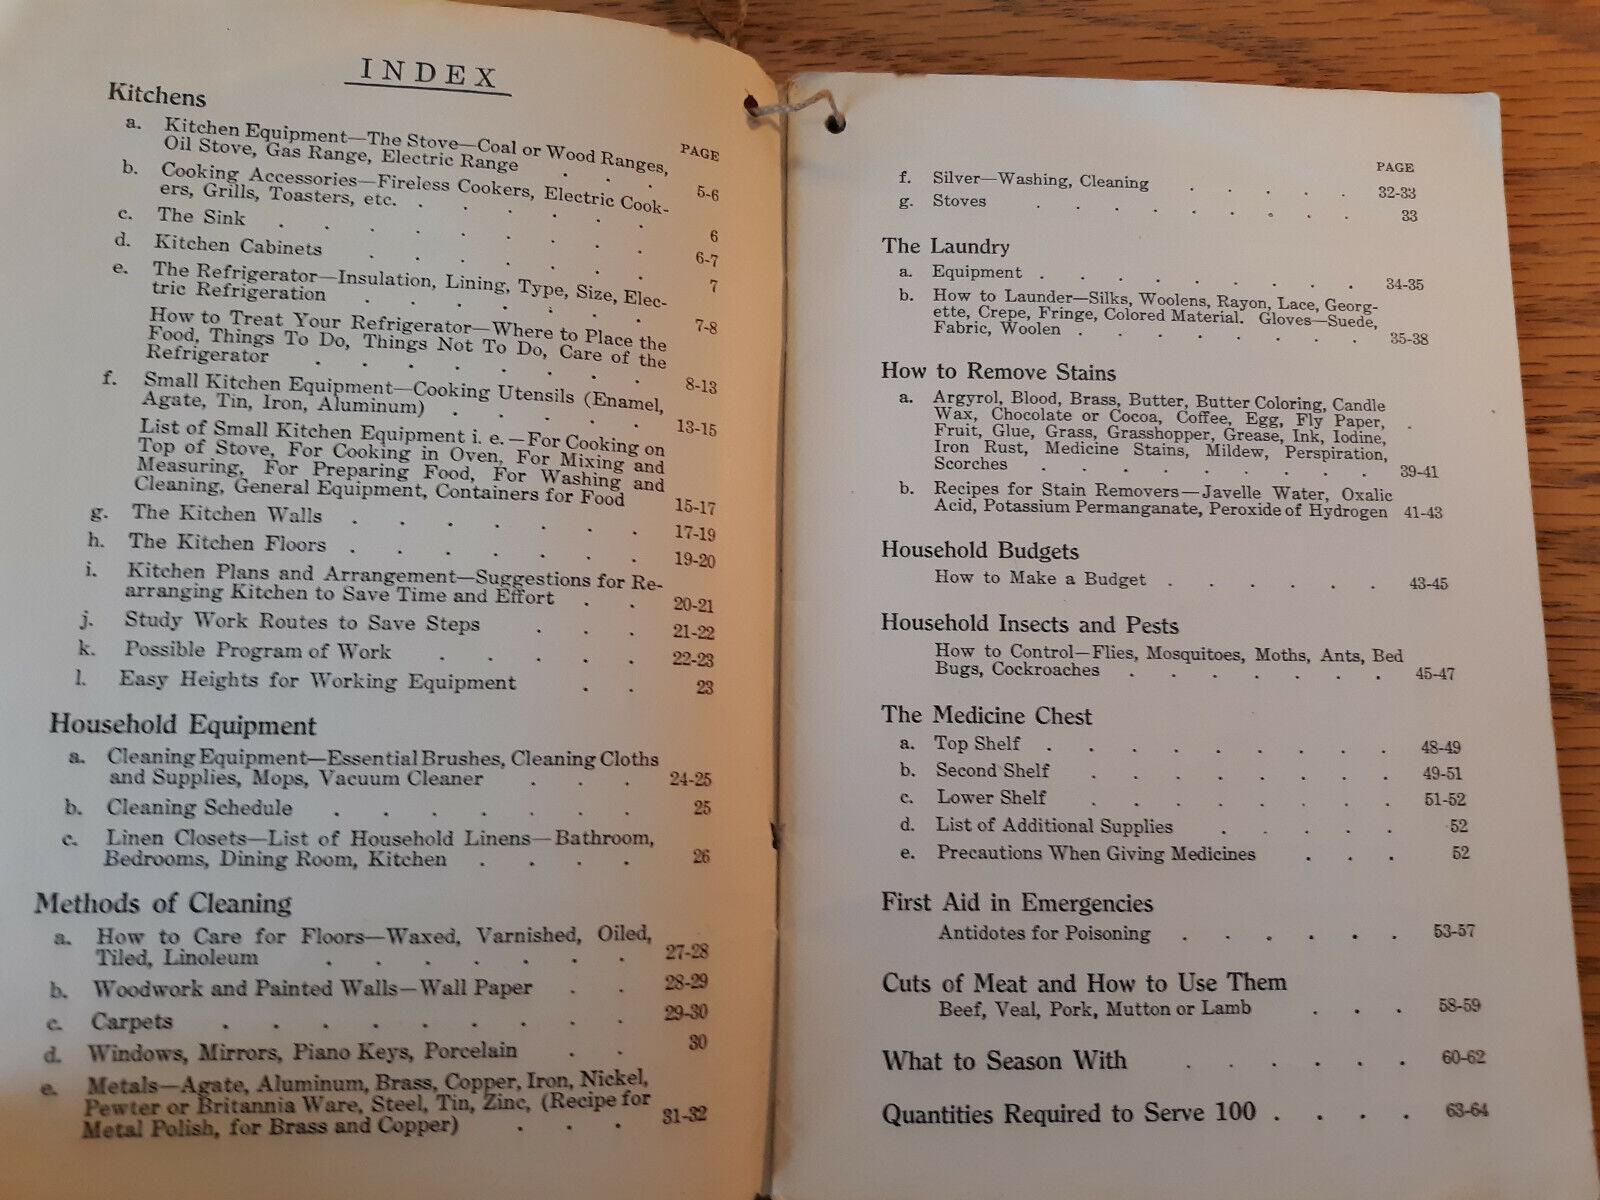 INDEX
PAGE
Kitchens
a. Kitchen Equipment—The Stove—Coal or Wood Ranges,
Oil Stove, Gas Range, Electric Range . . . 5-6
b. Cooking Accessories—Fireless Cookers, Electric Cook-
ers, Grills, Toasters, etc. . . . . . . 6
c. The Sink . . . . . . . . 6-7
d. Kitchen Cabinets . . . . . . 7
e. The Refrigerator—Insulation, Lining, Type, Size, Elec-
tric Refrigeration . . . . . . 7-8
How to Treat Your Refrigerator—Where to Place the
Food, Things To Do, Things Not To Do, Care of the
Refrigerator . . . . . . . . 8-13
f. Small Kitchen Equipment—Cooking Utensils (Enamel,
Agate, Tin, Iron, Aluminum) . . . . . 13-15
List of Small Kitchen Equipment i. e.—For Cooking on
Top of Stove, For Cooking in Oven, For Mixing and
Measuring, For Preparing Food, For Washing and
Cleaning, General Equipment, Containers for Food 15-17
g. The Kitchen Walls . . . . . . 17-19
h. The Kitchen Floors . . . . . . . 19-20
i. Kitchen Plans and Arrangement—Suggestions for Re-
arranging Kitchen to Save Time and Effort . . 20-21
j. Study Work Routes to Save Steps . . . 21-22
k. Possible Program of Work . . . . . 22-23
l. Easy Heights for Working Equipment . . 23
Household Equipment
a. Cleaning Equipment—Essential Brushes, Cleaning Cloths
and Supplies, Mops, Vacuum Cleaner . . . 24-25
b. Cleaning Schedule . . . . . . . 25
c. Linen Closets—List of Household Linens—Bathroom,
Bedrooms, Dining Room, Kitchen . . . . 26
Methods of Cleaning
a. How to Care for Floors—Waxed, Varnished, Oiled,
Tiled, Linoleum . . . . . . . 27-28
b. Woodwork and Painted Walls—Wall Paper . . 28-29
c. Carpets . . . . . . . . . 29-30
d. Windows, Mirrors, Piano Keys, Porcelain . . 30
e. Metals—Agate, Aluminum, Brass, Copper, Iron, Nickel,
Pewter or Britannia Ware, Steel, Tin, Zinc, (Recipe for
Metal Polish, for Brass and Copper) . . . 31-32
PAGE
f. Silver—Washing, Cleaning . . . . . 32-33
g. Stoves . . . . . . . . . 33
The Laundry
a. Equipment . . . . . . . . 34-35
b. How to Launder—Silks, Woolens, Rayon, Lace, Georg-
ette, Crepe, Fringe, Colored Material. Gloves—Suede,
Fabric, Woolen . . . . . . . . 35-38
How to Remove Stains
a. Argyrol, Blood, Brass, Butter, Butter Coloring, Candle
Wax, Chocolate or Cocoa, Coffee, Egg, Fly Paper,
Fruit, Glue, Grass, Grasshopper, Grease, Ink, Iodine,
Iron Rust, Medicine Stains, Mildew, Perspiration,
Scorches . . . . . . . . 39-41
b. Recipes for Stain Removers—Javelle Water, Oxalic
Acid, Potassium Permanganate, Peroxide of Hydrogen 41-43
Household Budgets
How to Make a Budget . . . . . . 43-45
Household Insects and Pests
How to Control—Flies, Mosquitoes, Moths, Ants, Bed
Bugs, Cockroaches . . . . . . . 45-47
The Medicine Chest
a. Top Shelf . . . . . . . . . 48-49
b. Second Shelf . . . . . . . . 49-51
c. Lower Shelf . . . . . . . . 51-52
d. List of Additional Supplies . . . . . 52
e. Precautions When Giving Medicines . . . 52
First Aid in Emergencies
Antidotes for Poisoning . . . . . . 53-57
Cuts of Meat and How to Use Them
Beef, Veal, Pork, Mutton or Lamb . . . 58-59
What to Season With . . . . . . 60-62
Quantities Required to Serve 100 . . . . 63-64